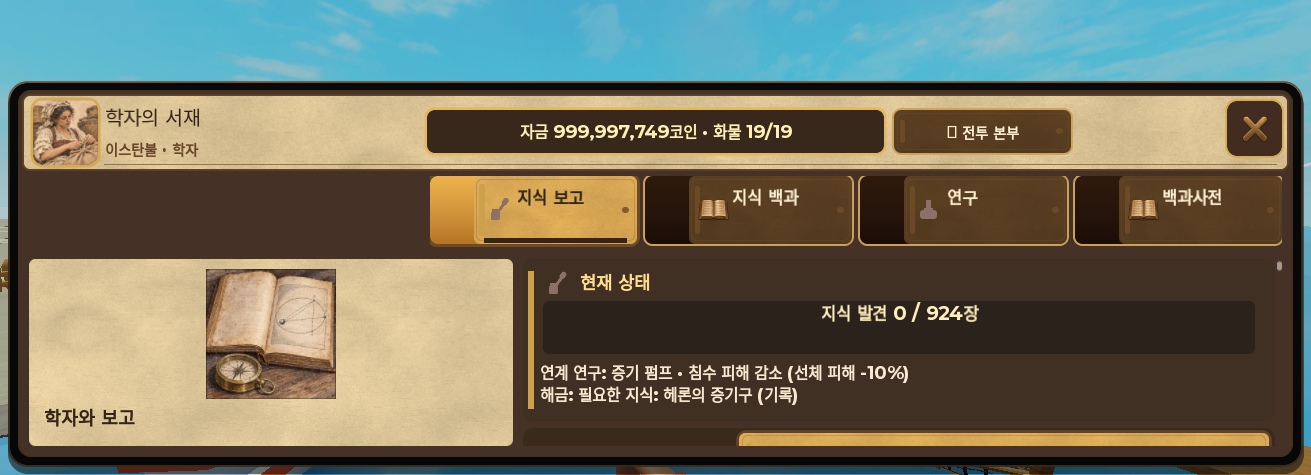 학자의 서재
이스탄불 • 학자
자금 999,997,749코인 • 화물 19/19
전투 본부
지식 보고
지식 백과
연구
백과사전
학자와 보고
현재 상태
지식 발견 0 / 924장
연계 연구: 증기 펌프 • 침수 피해 감소 (선체 피해 -10%)
해금: 필요한 지식: 헤론의 증기구 (기록)